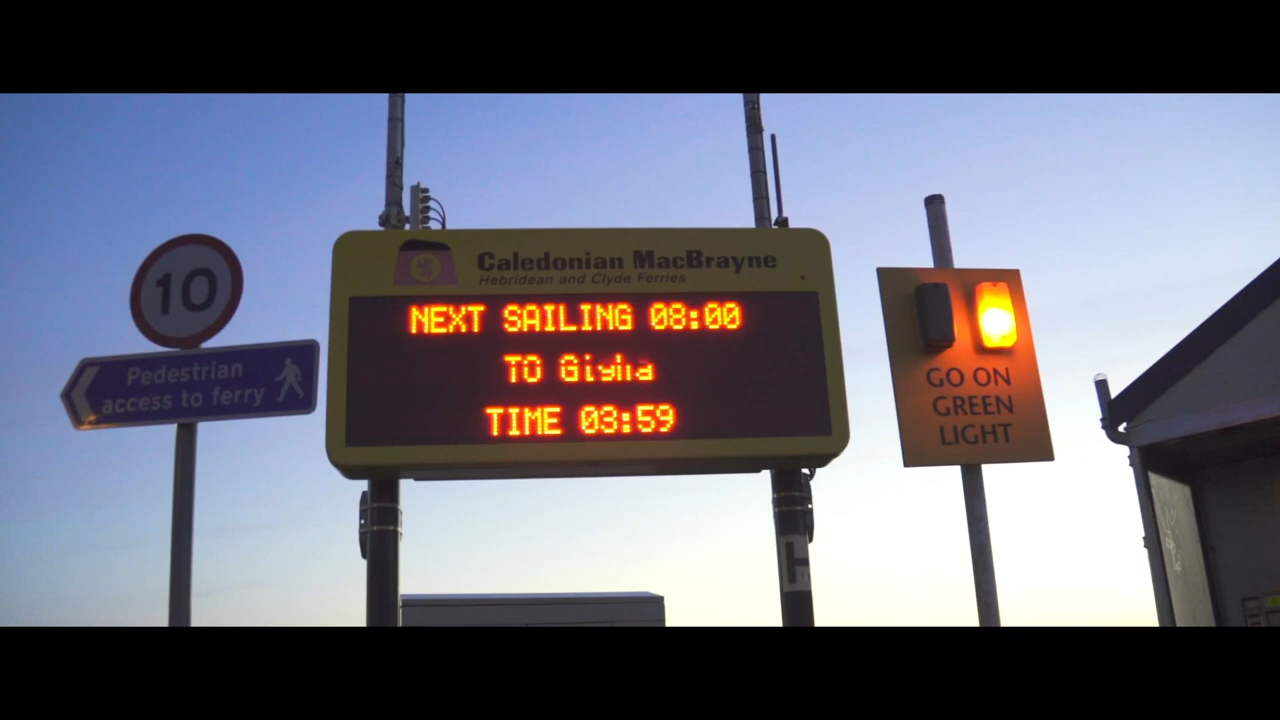 10
Pedestrian
access to ferry
Caledonian MacBrayne
Hebridean and Clyde Ferries
NEXT SAILING 08:00
TO Gigha
TIME 03:59
GO ON
GREEN
LIGHT